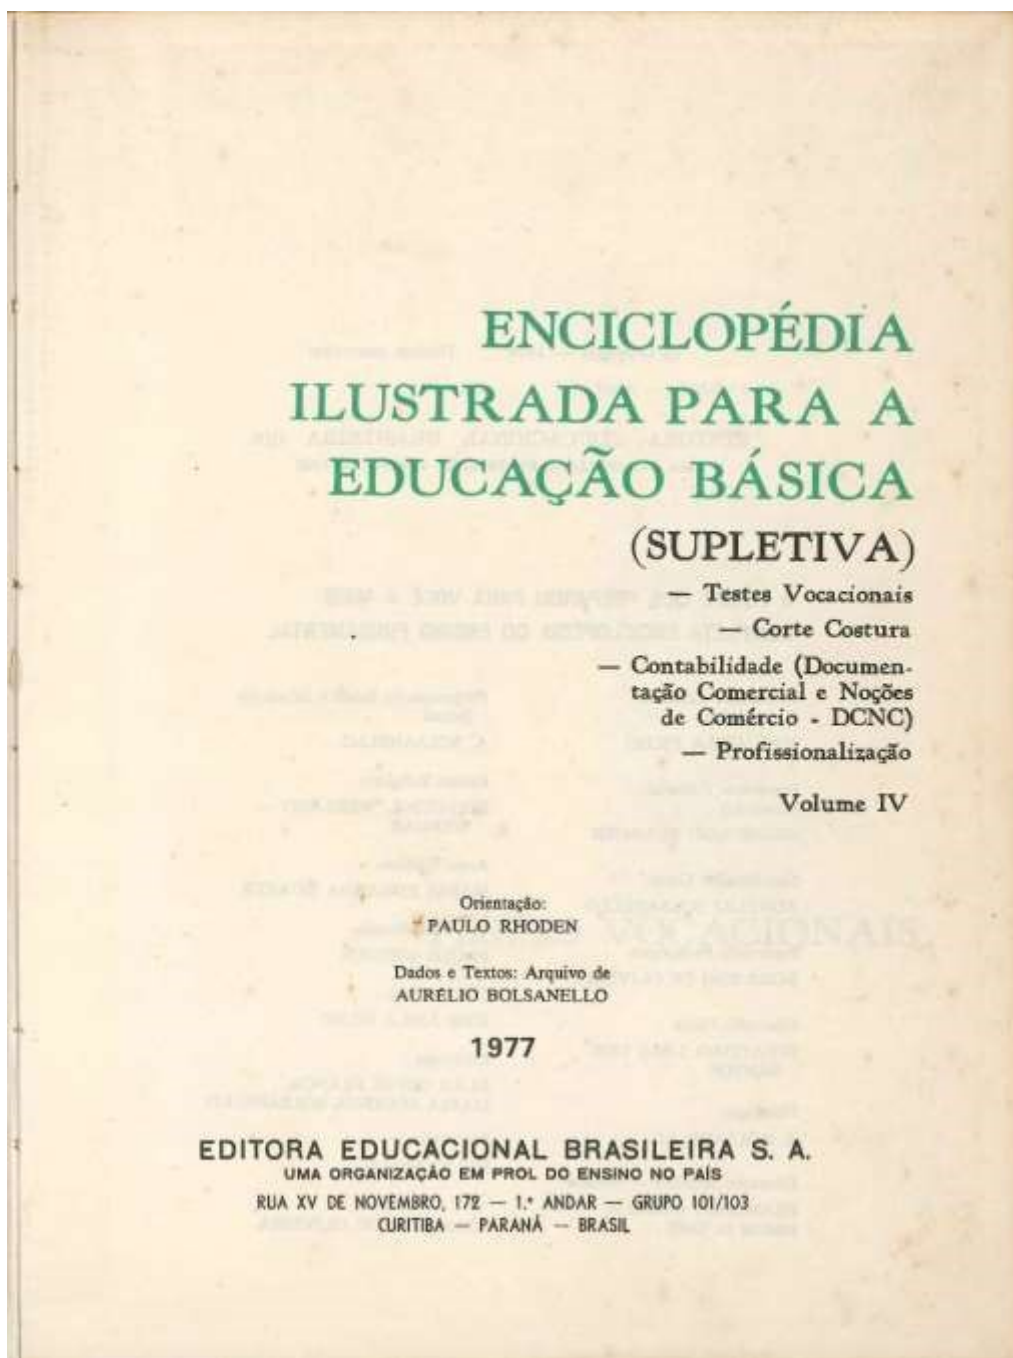 ENCICLOPÉDIA
ILUSTRADA PARA A
EDUCAÇÃO BÁSICA
(SUPLETIVA)
— Testes Vocacionais
— Corte Costura
— Contabilidade (Documen-
tação Comercial e Noções
de Comércio - DCNC)
— Profissionalização
Volume IV
Orientação:
PAULO RHODEN
Dados e Textos: Arquivo de
AURÉLIO BOLSANELLO
1977
EDITORA EDUCACIONAL BRASILEIRA S. A.
UMA ORGANIZAÇÃO EM PROL DO ENSINO NO PAÍS
RUA XV DE NOVEMBRO, 172 — 1.º ANDAR — GRUPO 101/103
CURITIBA — PARANÁ — BRASIL